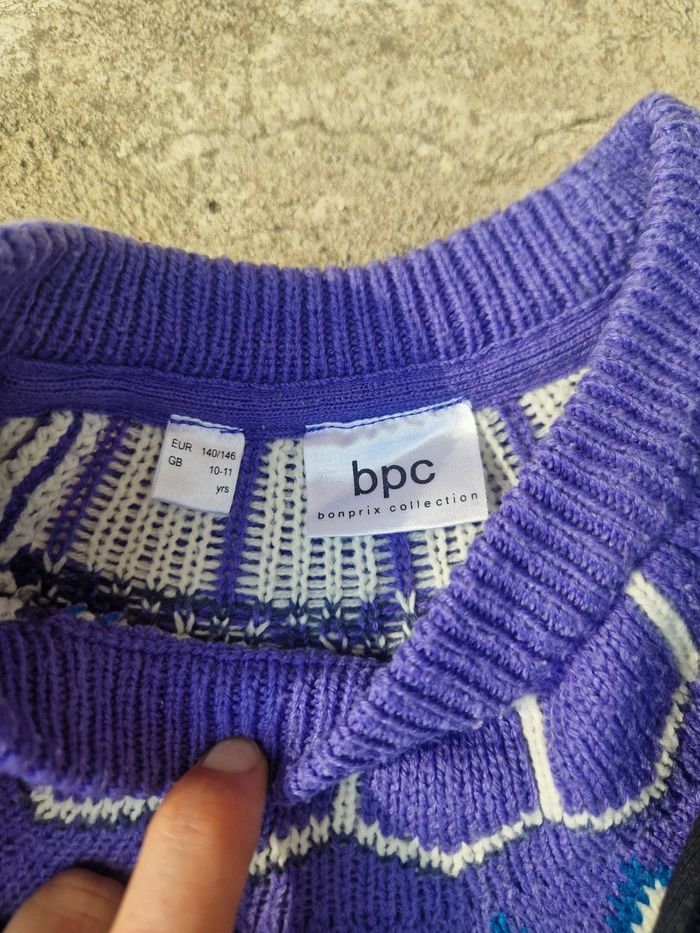 EUR 140/146
GB 10-11
yrs
bpc
bonprix collection